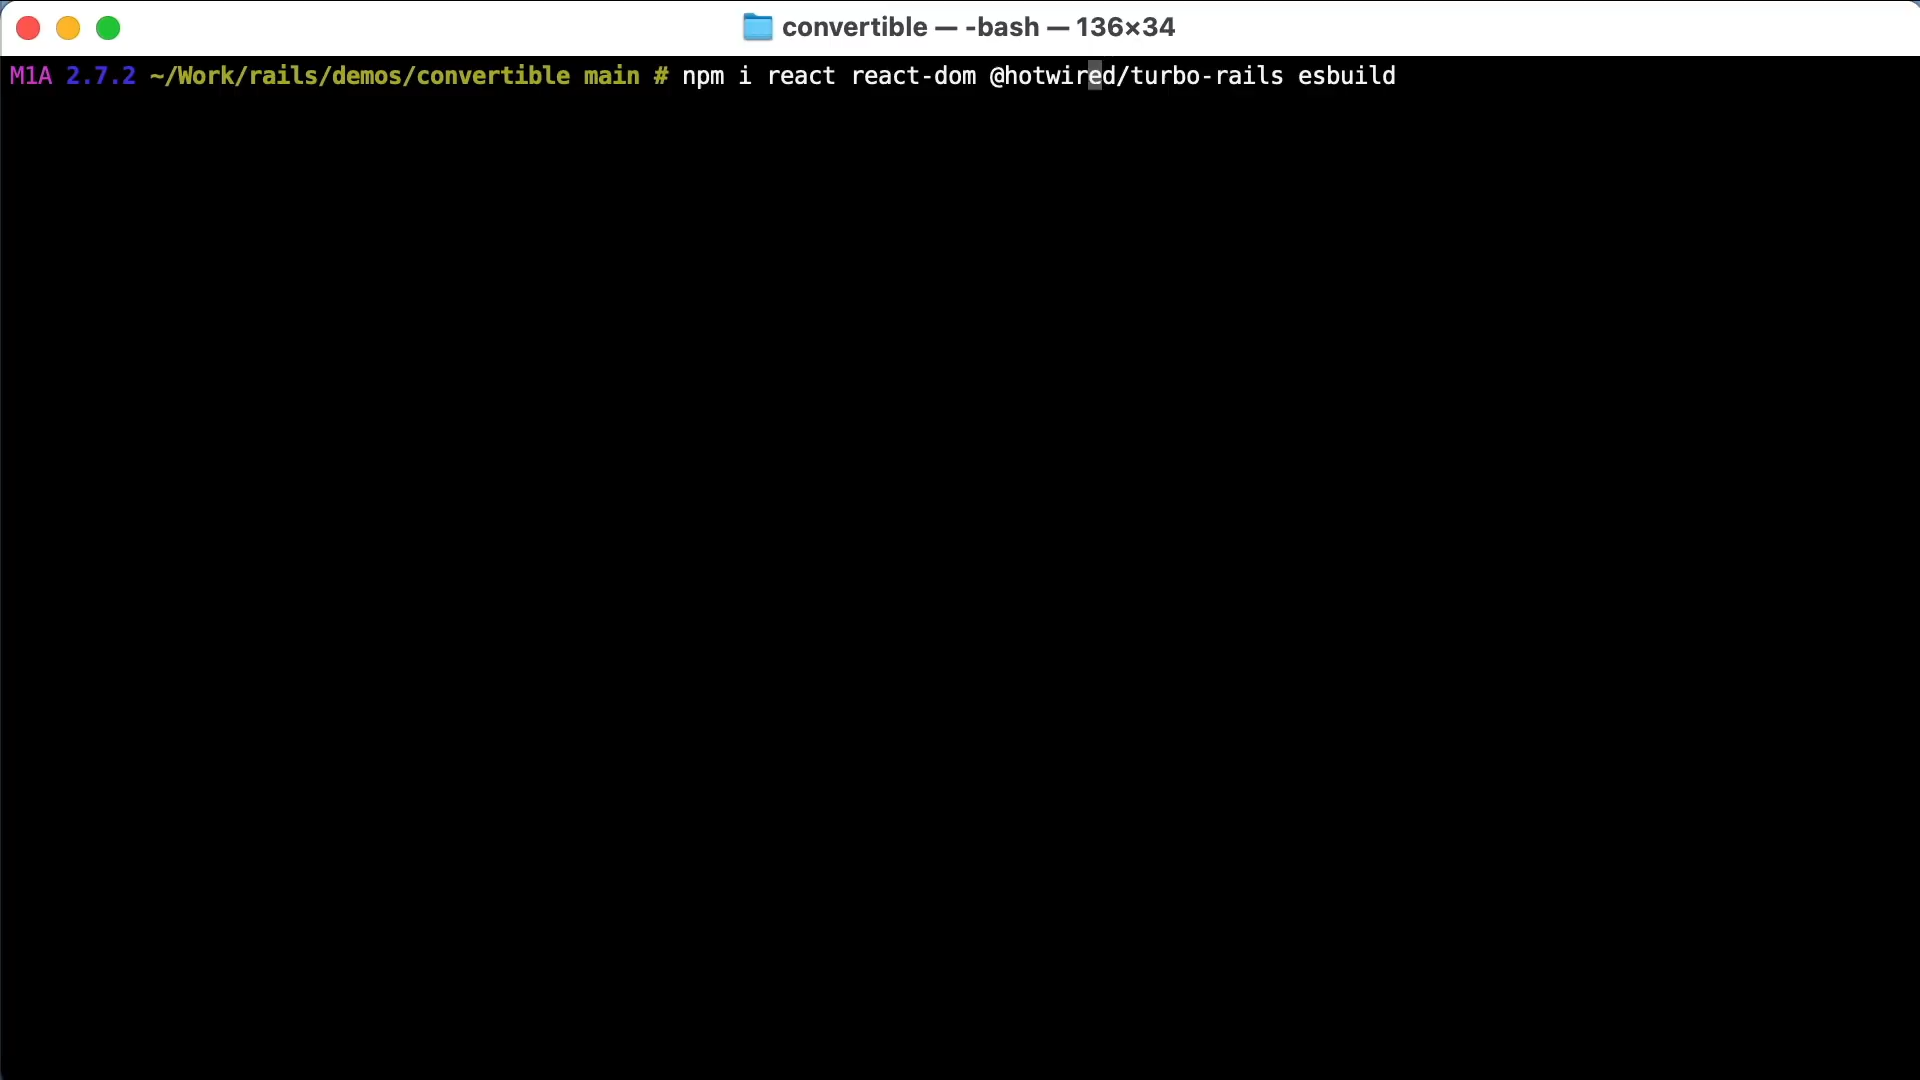 convertible — -bash — 136×34
M1A 2.7.2 ~/Work/rails/demos/convertible main # npm i react react-dom @hotwired/turbo-rails esbuild